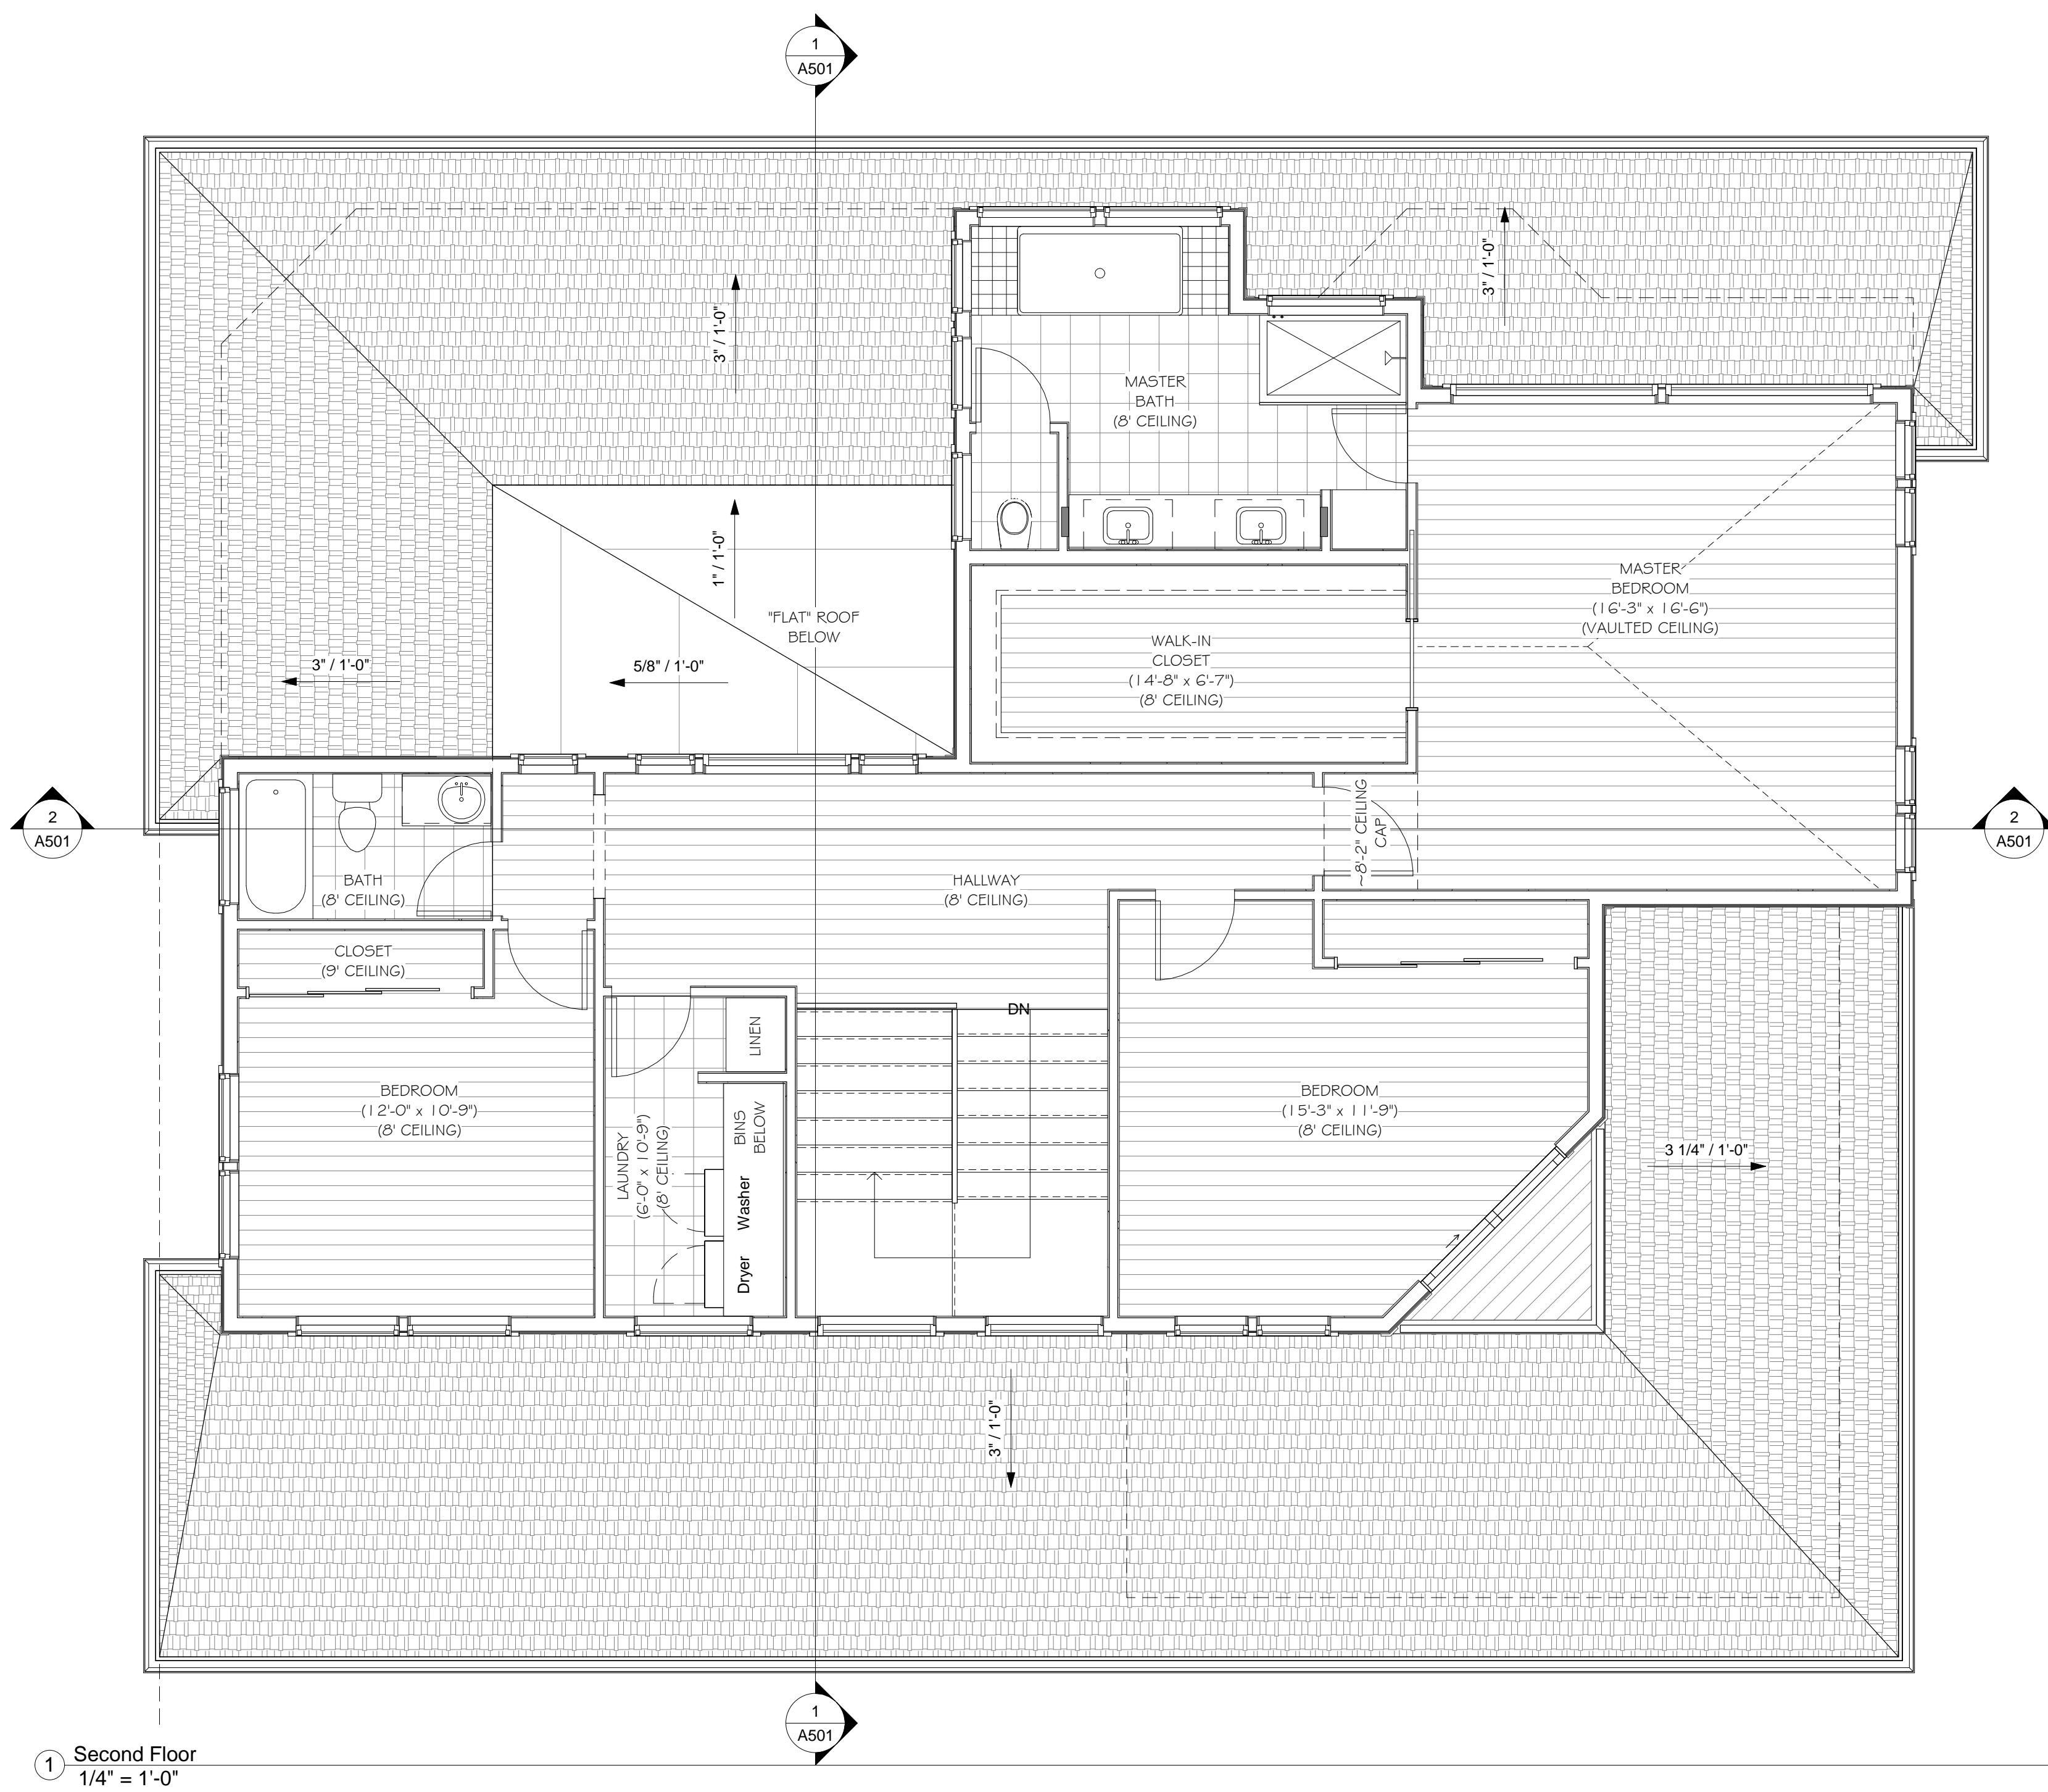 1
A501
3" / 1'-0"
3" / 1'-0"
MASTER
BATH
(8' CEILING)
1" / 1'-0"
"FLAT" ROOF
BELOW
MASTER
BEDROOM
(16'-3" x 16'-6")
(VAULTED CEILING)
WALK-IN
CLOSET
(14'-8" x 6'-7")
(8' CEILING)
3" / 1'-0"
5/8" / 1'-0"
2
A501
~8'-2" CEILING
CAP
2
A501
BATH
(8' CEILING)
HALLWAY
(8' CEILING)
CLOSET
(9' CEILING)
DN
LINEN
BEDROOM
(12'-0" x 10'-9")
(8' CEILING)
LAUNDRY
(6'-0" x 10'-9")
(8' CEILING)
BINS
BELOW
Washer
Dryer
BEDROOM
(15'-3" x 11'-9")
(8' CEILING)
3 1/4" / 1'-0"
3" / 1'-0"
1
A501
1
Second Floor
1/4" = 1'-0"